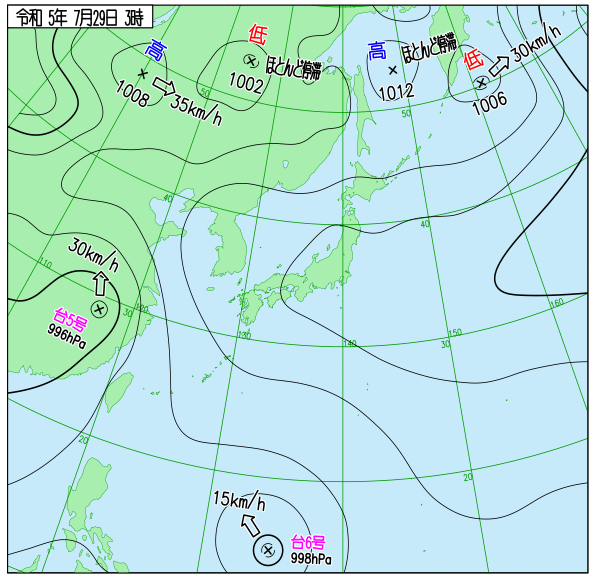 令和 5年 7月29日 3時
高
1008
35km/h
低
1002
ほとんど停滞
高
1012
ほとんど停滞
低
1006
30km/h
50
50
40
40
30km/h
110
台5号
996hPa
120
30
130
140
30
150
160
20
20
15km/h
台6号
998hPa